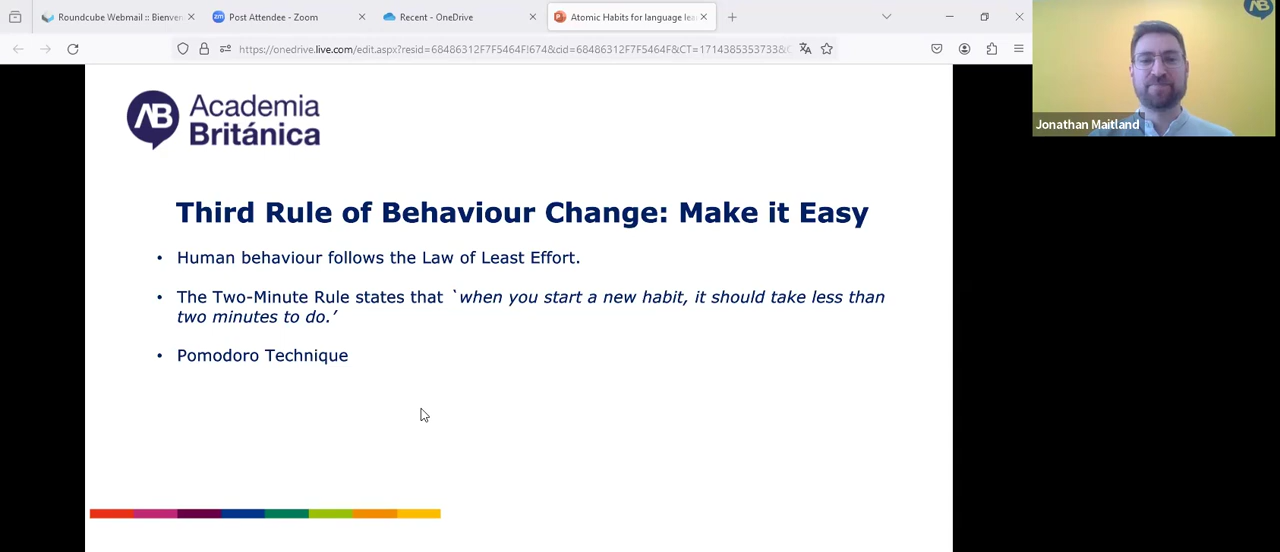 Roundcube Webmail :: Bienven
Post Attendee - Zoom
Recent - OneDrive
Atomic Habits for language lea
https://onedrive.live.com/edit.aspx?resid=68486312F7F5464F!674&cid=68486312F7F5464F&CT=1714385353733&
AB
Jonathan Maitland
AB Academia
Británica
Third Rule of Behaviour Change: Make it Easy
• Human behaviour follows the Law of Least Effort.
• The Two-Minute Rule states that `when you start a new habit, it should take less than
two minutes to do.’
• Pomodoro Technique